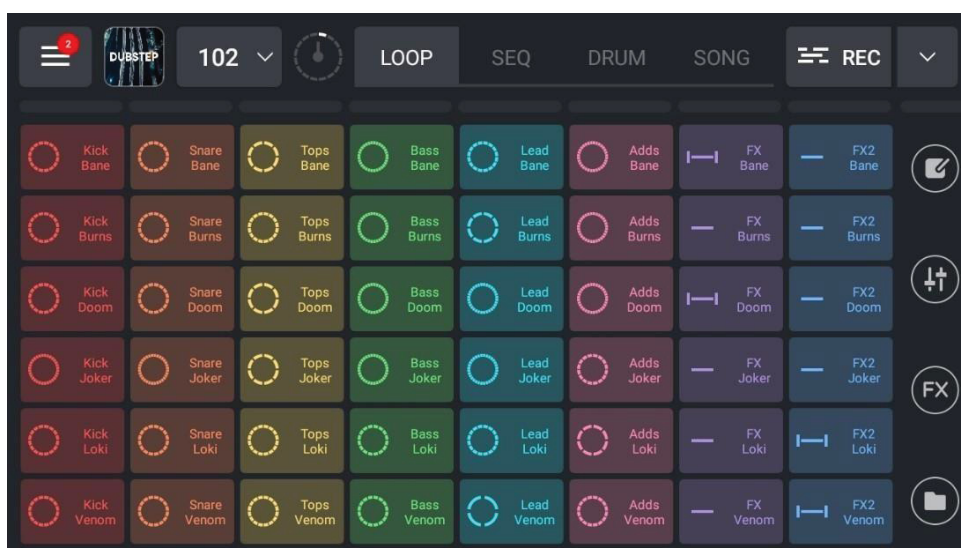 2
DUBSTEP
102
LOOP
SEQ
DRUM
SONG
REC
Kick
Bane
Snare
Bane
Tops
Bane
Bass
Bane
Lead
Bane
Adds
Bane
FX
Bane
FX2
Bane
Kick
Burns
Snare
Burns
Tops
Burns
Bass
Burns
Lead
Burns
Adds
Burns
FX
Burns
FX2
Burns
Kick
Doom
Snare
Doom
Tops
Doom
Bass
Doom
Lead
Doom
Adds
Doom
FX
Doom
FX2
Doom
Kick
Joker
Snare
Joker
Tops
Joker
Bass
Joker
Lead
Joker
Adds
Joker
FX
Joker
FX2
Joker
FX
Kick
Loki
Snare
Loki
Tops
Loki
Bass
Loki
Lead
Loki
Adds
Loki
FX
Loki
FX2
Loki
Kick
Venom
Snare
Venom
Tops
Venom
Bass
Venom
Lead
Venom
Adds
Venom
FX
Venom
FX2
Venom